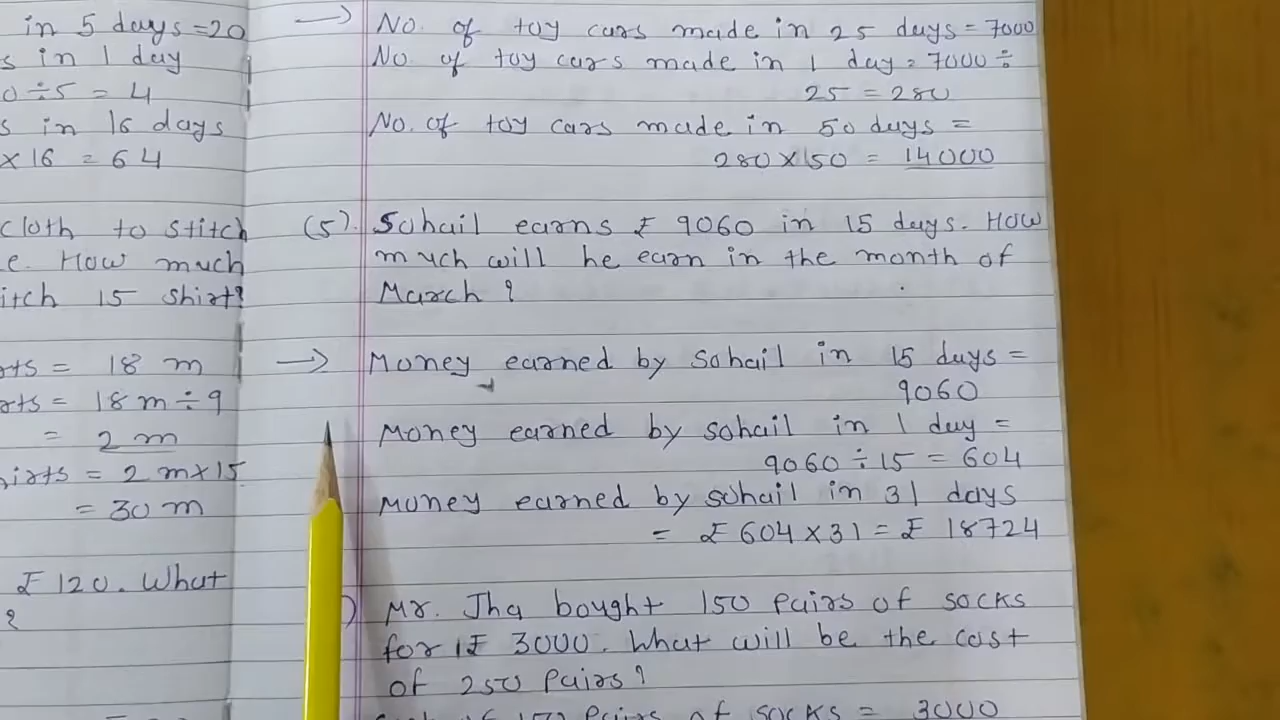 in 5 days = 20
s in 1 day
0 ÷ 5 = 4
s in 16 days
x 16 = 64
cloth to stitch
e. How much
itch 15 shirt?
rts = 18 m
rts = 18 m ÷ 9
= 2 m
irts = 2 m x 15
= 30 m
₹ 120. What
?
→ No. of toy cars made in 25 days = 7000
No. of toy cars made in 1 day = 7000 ÷
25 = 280
No. of toy cars made in 50 days =
280 x 50 = 14000
(5). Sohail earns ₹ 9060 in 15 days. How
much will he earn in the month of
March ?
→ Money earned by Sohail in 15 days =
9060
Money earned by sohail in 1 day =
9060 ÷ 15 = 604
Money earned by sohail in 31 days
= ₹ 604 x 31 = ₹ 18724
) Mr. Jha bought 150 pairs of socks
for ₹ 3000. What will be the cost
of 250 pairs ?
of 150 pairs of socks = 3000